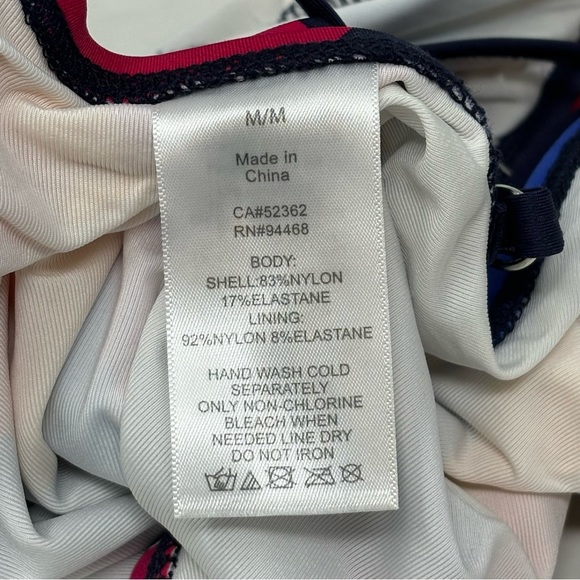 M/M
Made in
China
CA#52362
RN#94468
BODY:
SHELL:83%NYLON
17%ELASTANE
LINING:
92%NYLON 8%ELASTANE
HAND WASH COLD
SEPARATELY
ONLY NON-CHLORINE
BLEACH WHEN
NEEDED LINE DRY
DO NOT IRON